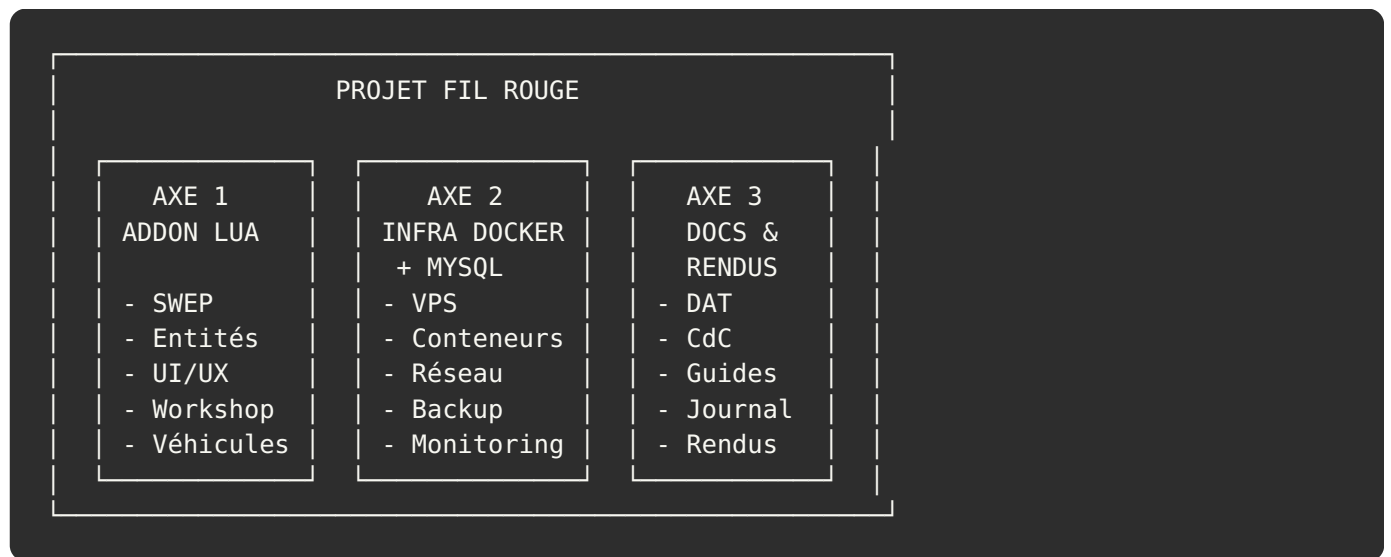 PROJET FIL ROUGE
AXE 1 AXE 2 AXE 3
ADDON LUA INFRA DOCKER DOCS &
+ MYSQL RENDUS
- SWEP - VPS - DAT
- Entités - Conteneurs - CdC
- UI/UX - Réseau - Guides
- Workshop - Backup - Journal
- Véhicules - Monitoring - Rendus